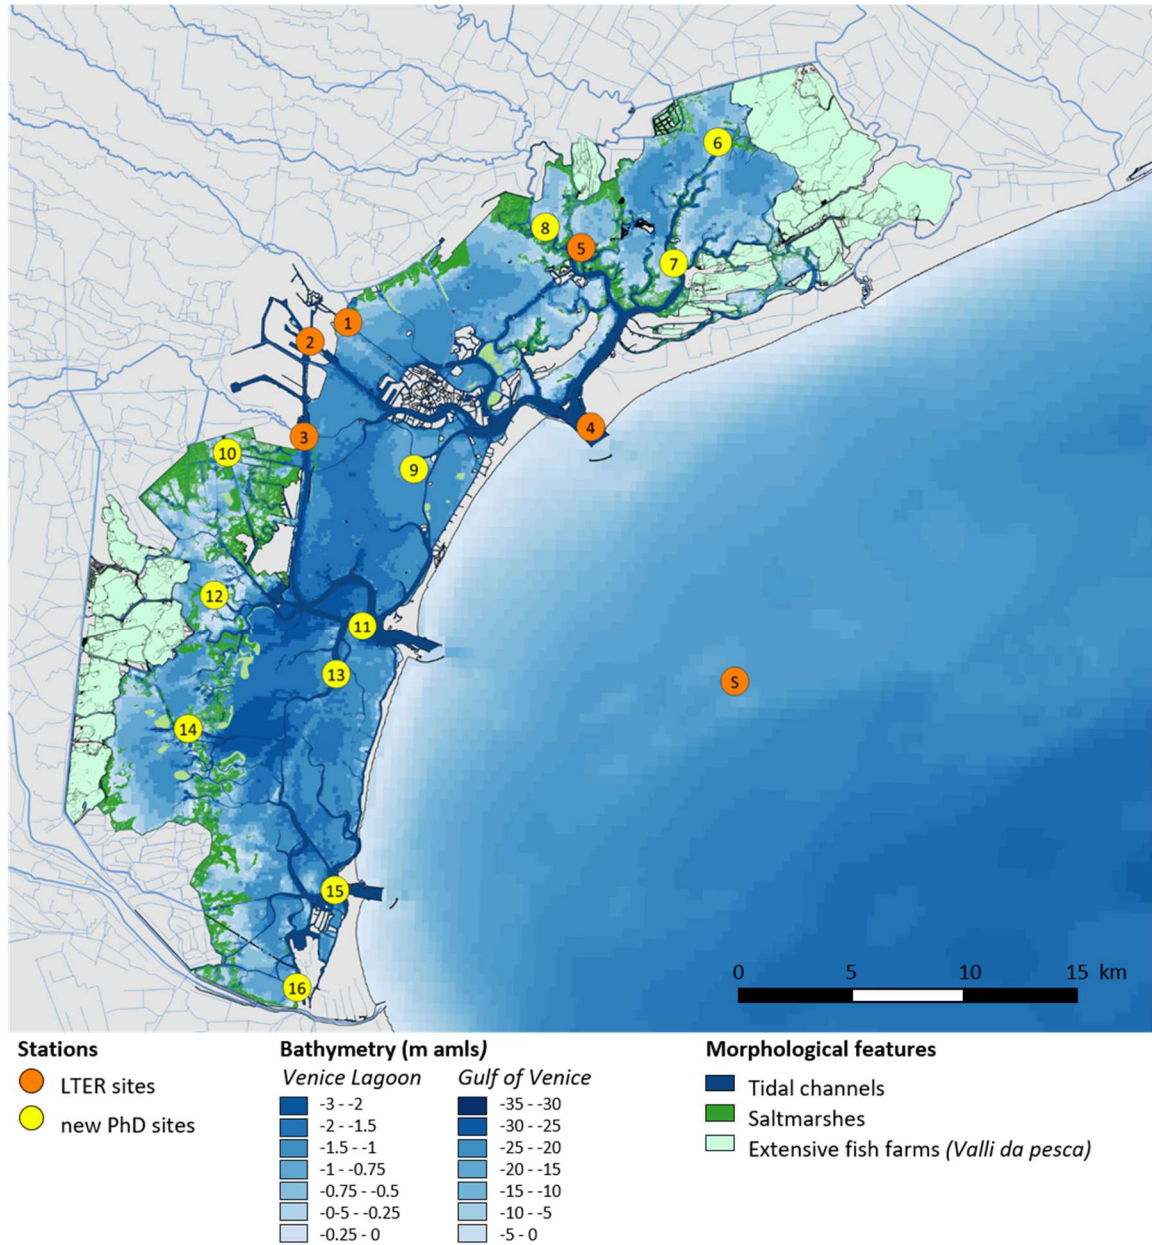 6
8
5
7
1
2
4
3
10
9
12
11
13
S
14
15
16
0 5 10 15 km
Stations
LTER sites
new PhD sites
Bathymetry (m amls)
Venice Lagoon
-3 - -2
-2 - -1.5
-1.5 - -1
-1 - -0.75
-0.75 - -0.5
-0-5 - -0.25
-0.25 - 0
Gulf of Venice
-35 - -30
-30 - -25
-25 - -20
-20 - -15
-15 - -10
-10 - -5
-5 - 0
Morphological features
Tidal channels
Saltmarshes
Extensive fish farms (Valli da pesca)